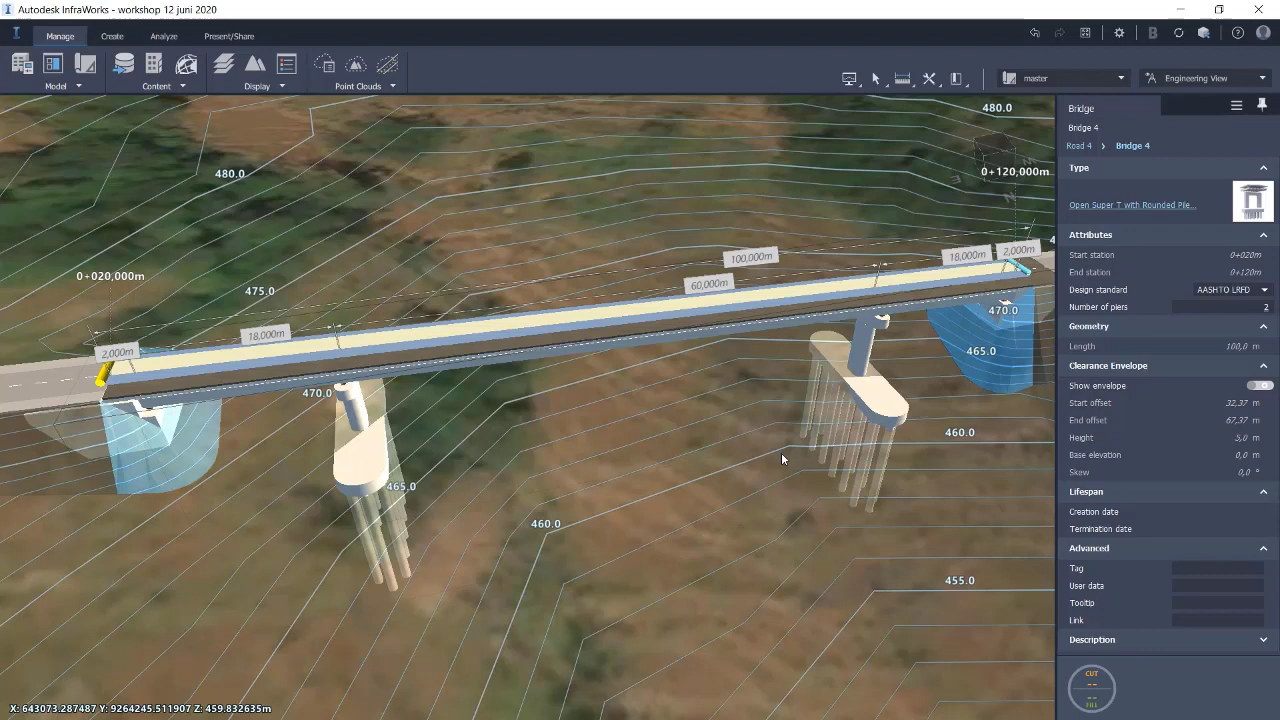 Autodesk InfraWorks - workshop 12 juni 2020
Manage Create Analyze Present/Share
Model Content Display Point Clouds
master
Engineering View
480.0
480.0
0+120,000m
0+020,000m
475.0
100,000m
18,000m
2,000m
60,000m
18,000m
2,000m
470.0
470.0
465.0
465.0
460.0
460.0
455.0
X: 643073.287487 Y: 9264245.511907 Z: 459.832635m
Bridge
Bridge 4
Road 4 > Bridge 4
Type
Open Super T with Rounded Pile...
Attributes
Start station 0+020m
End station 0+120m
Design standard AASHTO LRFD
Number of piers 2
Geometry
Length 100,0 m
Clearance Envelope
Show envelope
Start offset 32,37 m
End offset 67,37 m
Height 5,0 m
Base elevation 0,0 m
Skew 0,0 °
Lifespan
Creation date
Termination date
Advanced
Tag
User data
Tooltip
Link
Description
CUT
--
--
FILL